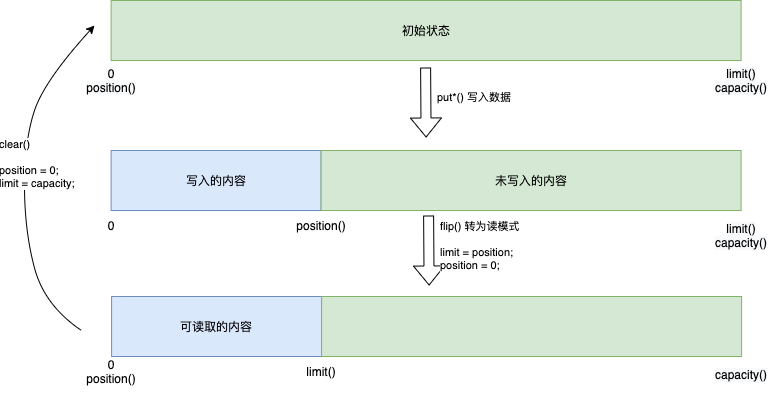 初始状态
0
position()
limit()
capacity()
put*() 写入数据
clear()
position = 0;
limit = capacity;
写入的内容
未写入的内容
0
position()
limit()
capacity()
flip() 转为读模式
limit = position;
position = 0;
可读取的内容
0
position()
limit()
capacity()